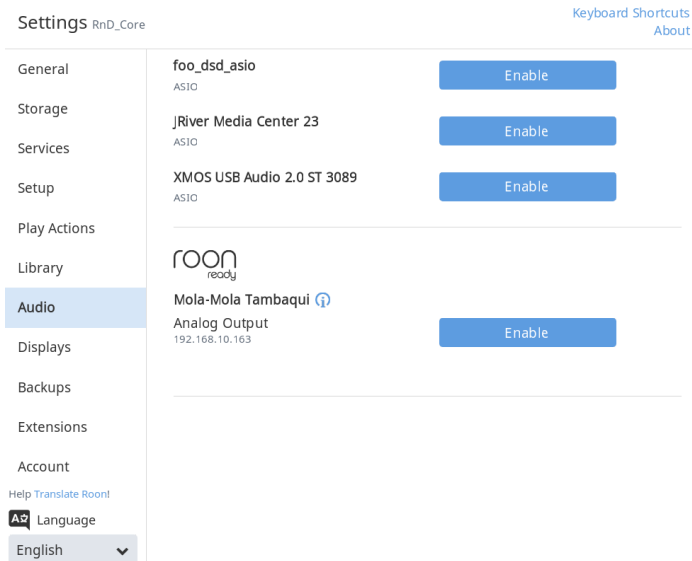 Settings RnD_Core
Keyboard Shortcuts
About
General
Storage
Services
Setup
Play Actions
Library
Audio
Displays
Backups
Extensions
Account
Help Translate Roon!
A
Language
English
foo_dsd_asio
ASIO
Enable
JRiver Media Center 23
ASIO
Enable
XMOS USB Audio 2.0 ST 3089
ASIO
Enable
roon
ready
Mola-Mola Tambaqui
Analog Output
192.168.10.163
Enable